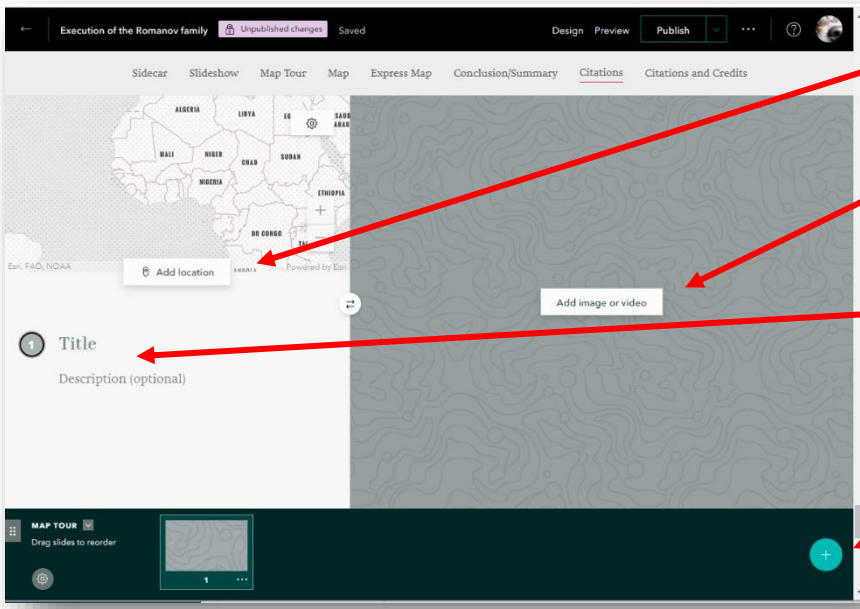 Execution of the Romanov family Unpublished changes Saved Design Preview Publish
Sidecar Slideshow Map Tour Map Express Map Conclusion/Summary Citations Citations and Credits
ALGERIA
LIBYA
MALI
NIGER
CHAD
SUDAN
NIGERIA
ETHIOPIA
DR CONGO
Esri, FAO, NOAA
Add location
Powered by Esri
Add image or video
1 Title
Description (optional)
MAP TOUR
Drag slides to reorder
1